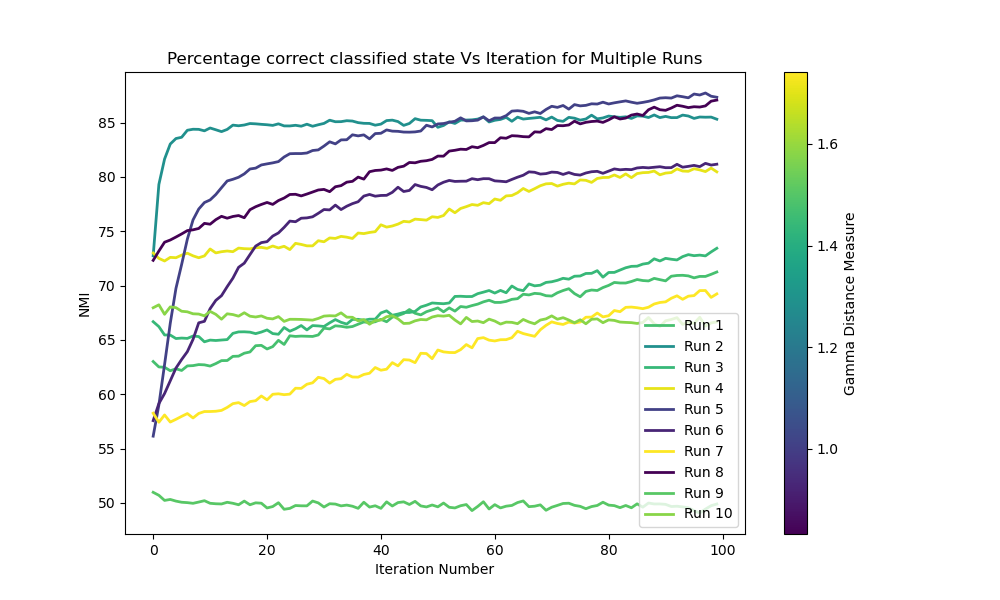 Percentage correct classified state Vs Iteration for Multiple Runs
NMI
85
80
75
70
65
60
55
50
0
20
40
60
80
100
Iteration Number
Run 1
Run 2
Run 3
Run 4
Run 5
Run 6
Run 7
Run 8
Run 9
Run 10
1.6
1.4
1.2
1.0
Gamma Distance Measure